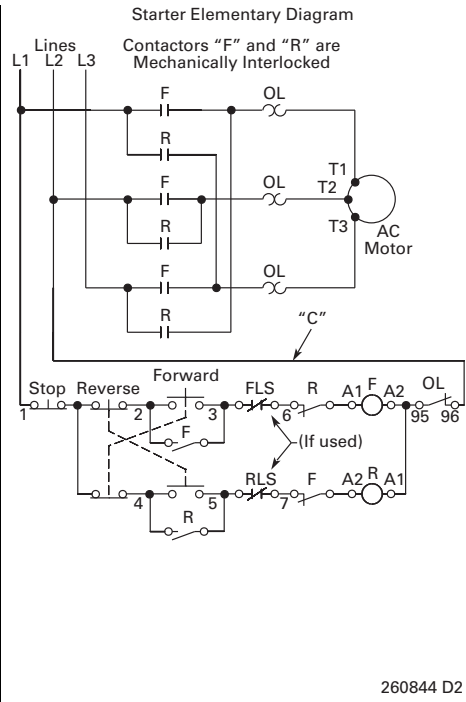 Starter Elementary Diagram
Lines
L1 L2 L3
Contactors “F” and “R” are
Mechanically Interlocked
F OL
R
T1
F OL T2
R
T3
AC
Motor
F OL
R
“C”
Stop Reverse Forward FLS R A1 F A2 OL
1 2 3 6 95 96
F
(If used)
RLS F A2 R A1
4 5 7
R
260844 D2